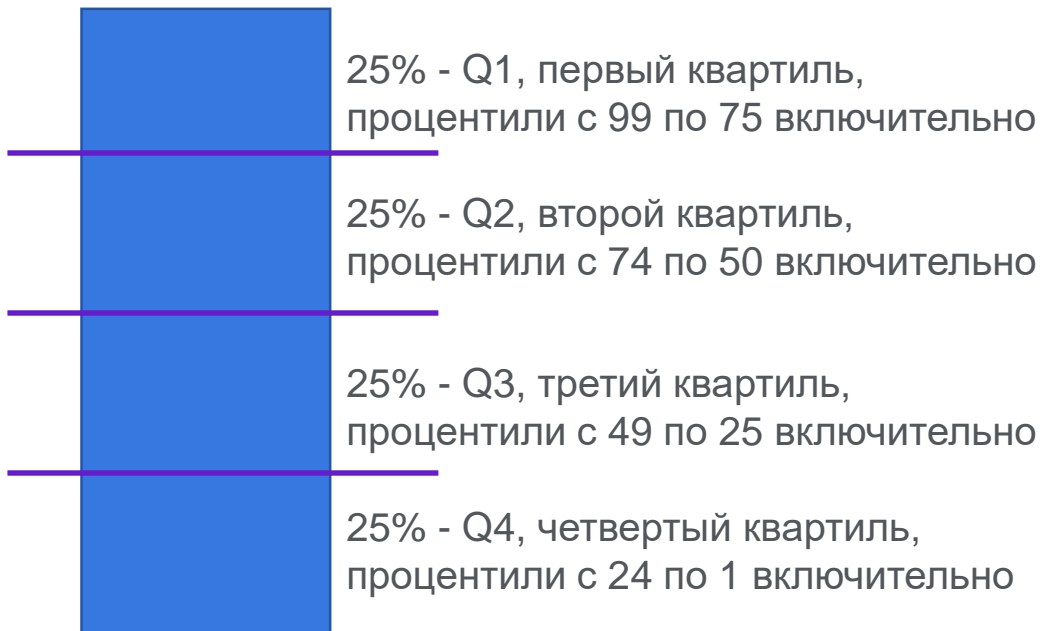 25% - Q1, первый квартиль,
процентили с 99 по 75 включительно
25% - Q2, второй квартиль,
процентили с 74 по 50 включительно
25% - Q3, третий квартиль,
процентили с 49 по 25 включительно
25% - Q4, четвертый квартиль,
процентили с 24 по 1 включительно